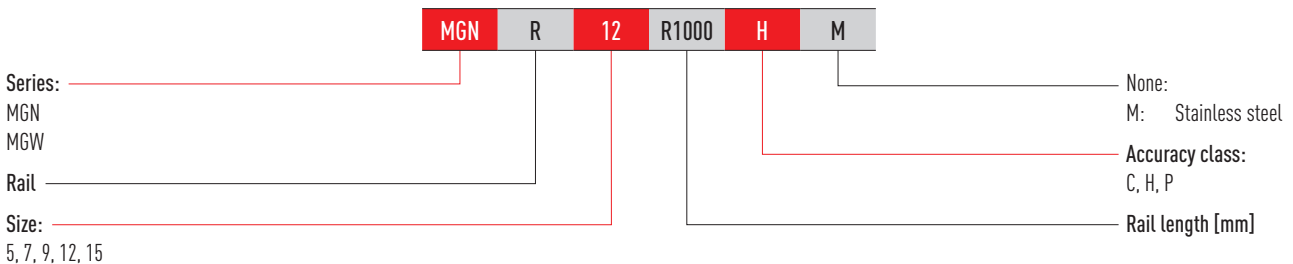 MGN R 12 R1000 H M
Series:
MGN
MGW
Rail
Size:
5, 7, 9, 12, 15
None:
M: Stainless steel
Accuracy class:
C, H, P
Rail length [mm]